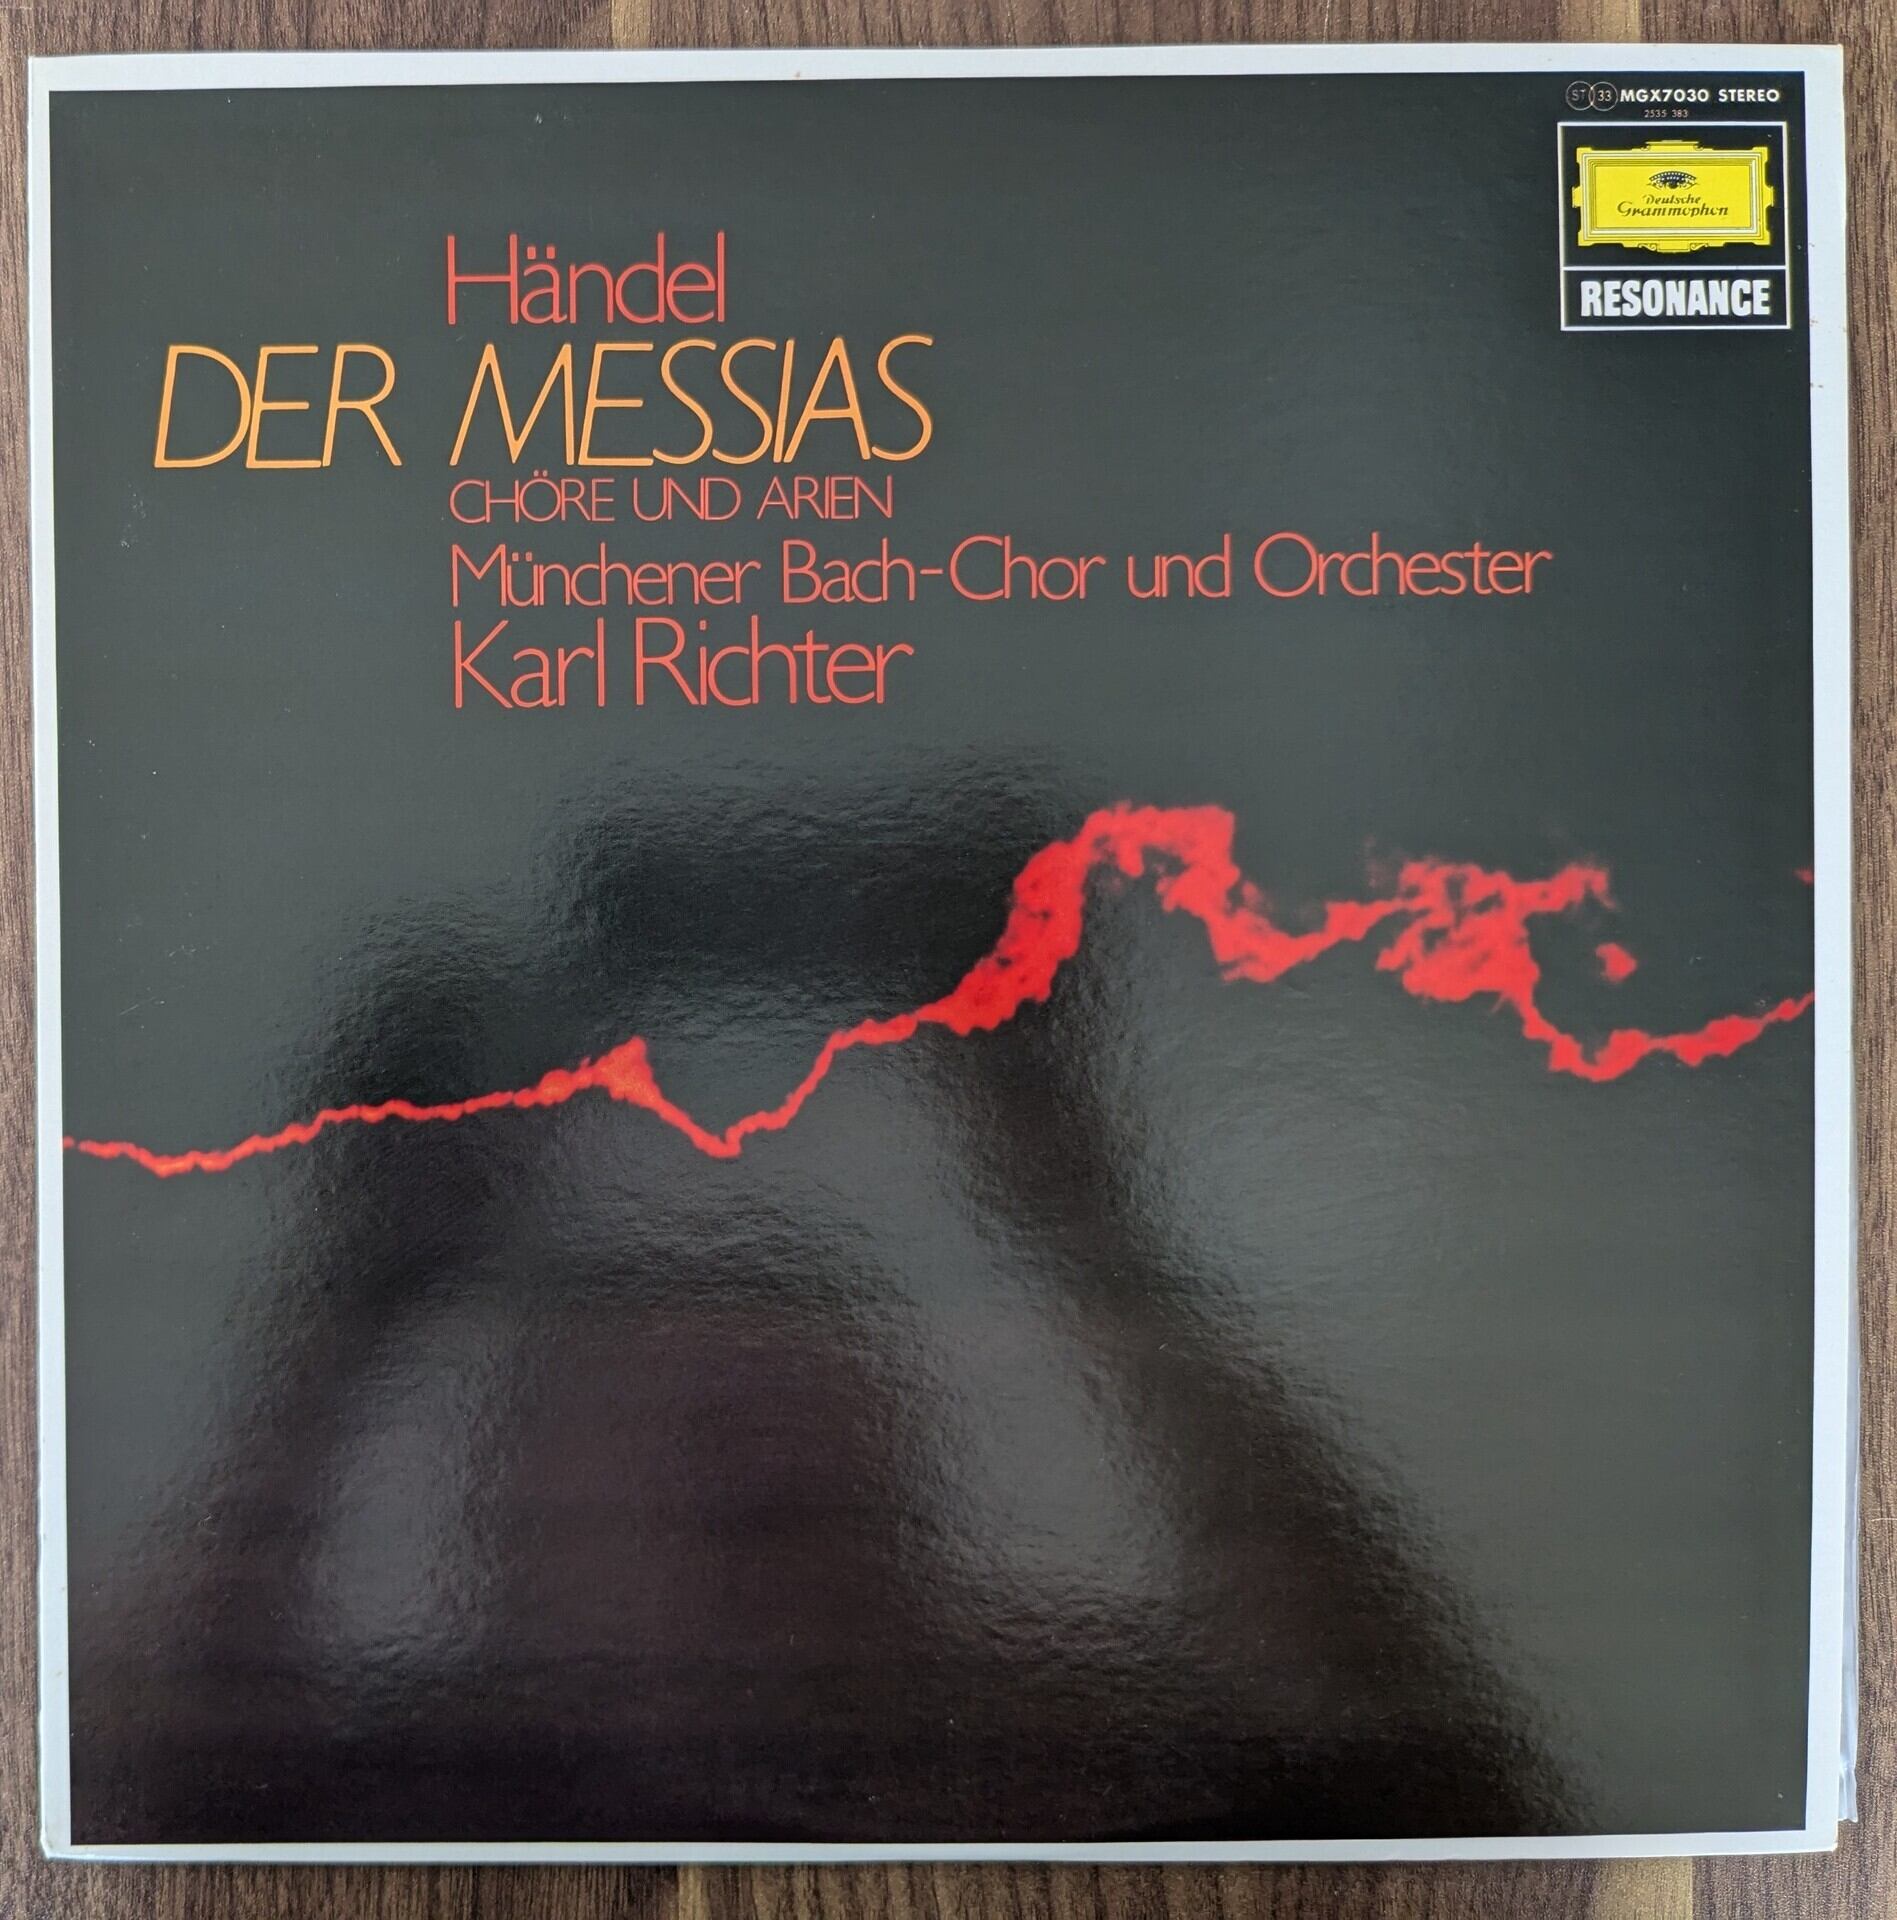 ST 33 MGX7030 STEREO
2535 383
Deutsche
Grammophon
RESONANCE
Händel
DER MESSIAS
CHÖRE UND ARIEN
Münchener Bach-Chor und Orchester
Karl Richter